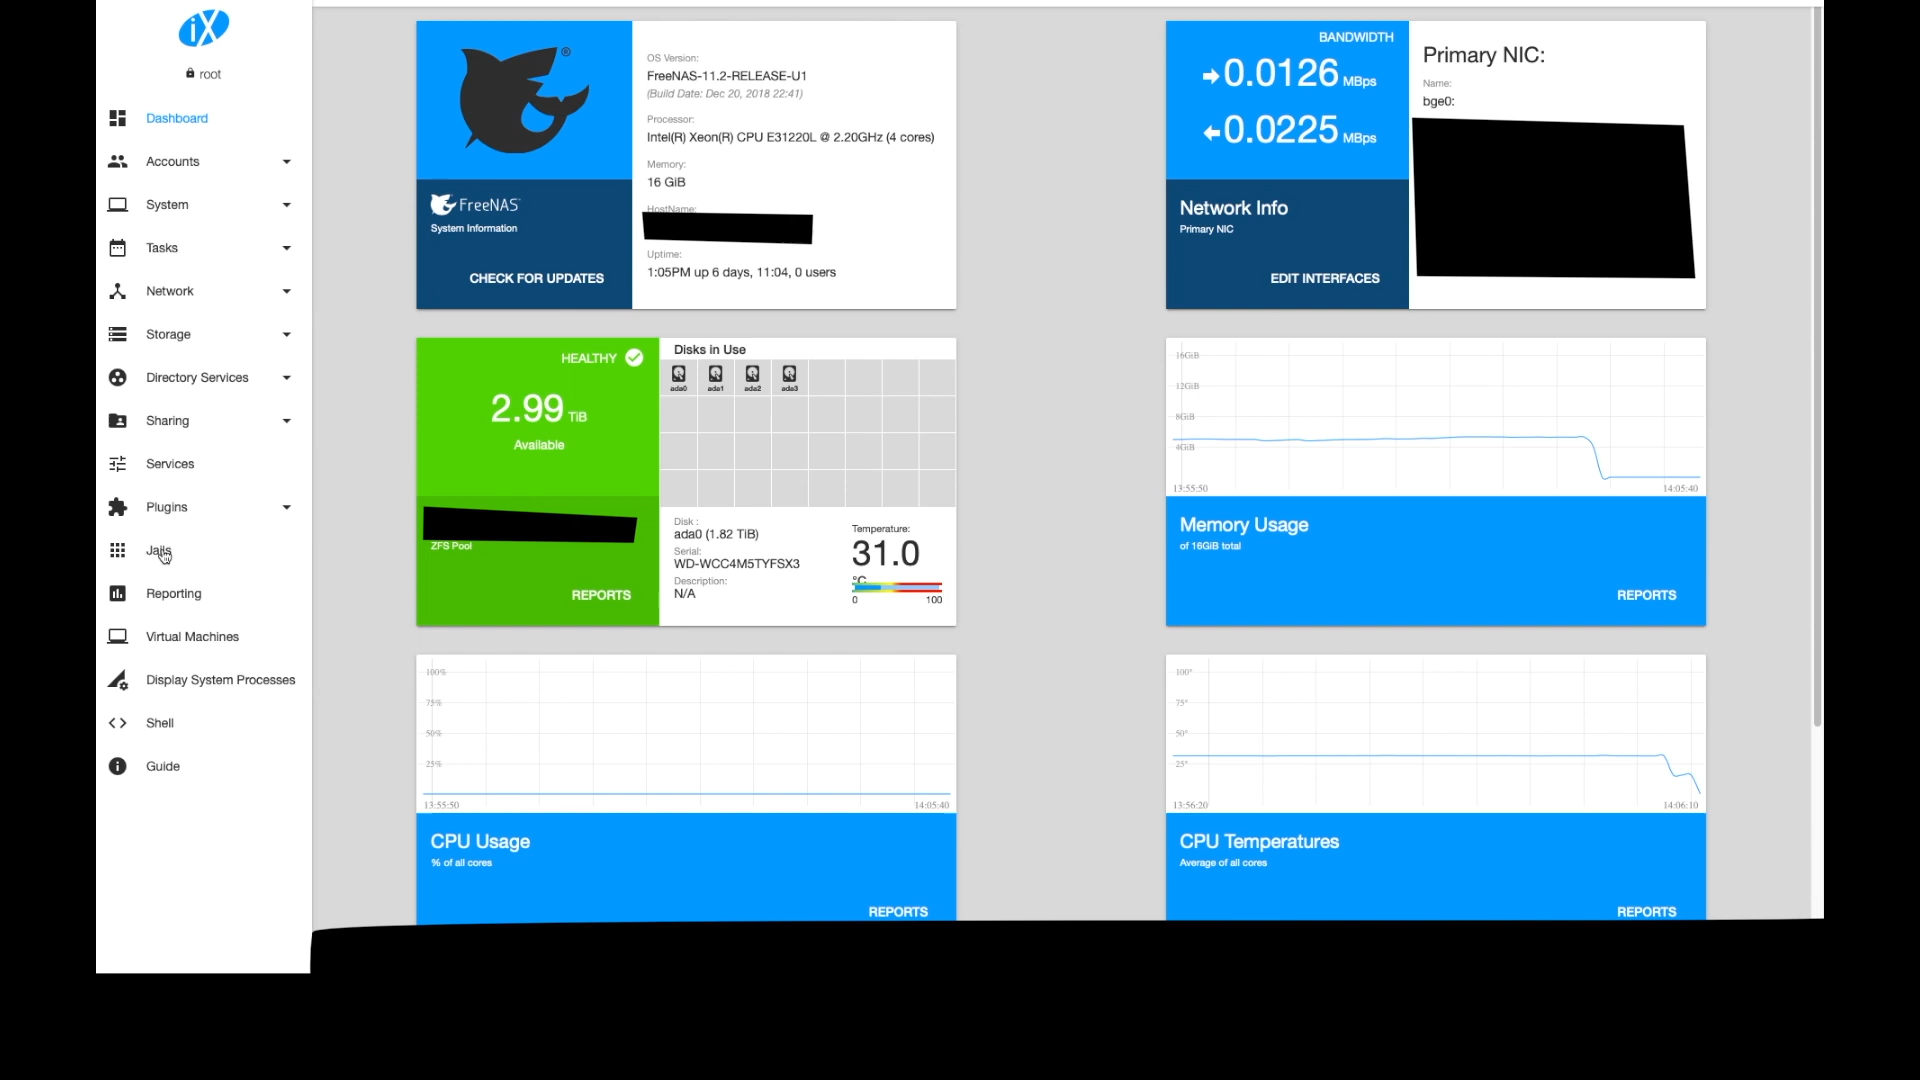 iX
root
Dashboard
Accounts
System
Tasks
Network
Storage
Directory Services
Sharing
Services
Plugins
Jails
Reporting
Virtual Machines
Display System Processes
Shell
Guide
®
FreeNAS
System Information
CHECK FOR UPDATES
OS Version:
FreeNAS-11.2-RELEASE-U1
(Build Date: Dec 20, 2018 22:41)
Processor:
Intel(R) Xeon(R) CPU E31220L @ 2.20GHz (4 cores)
Memory:
16 GiB
HostName:
Uptime:
1:05PM up 6 days, 11:04, 0 users
BANDWIDTH
0.0126 MBps
0.0225 MBps
Network Info
Primary NIC
EDIT INTERFACES
Primary NIC:
Name:
bge0:
HEALTHY
2.99 TiB
Available
ZFS Pool
REPORTS
Disks in Use
ada0 ada1 ada2 ada3
Disk :
ada0 (1.82 TiB)
Serial:
WD-WCC4M5TYFSX3
Description:
N/A
Temperature:
31.0
°C
0 100
16GiB
12GiB
8GiB
4GiB
13:55:50 14:05:40
Memory Usage
of 16GiB total
REPORTS
100%
75%
50%
25%
13:55:50 14:05:40
CPU Usage
% of all cores
REPORTS
100°
75°
50°
25°
13:56:20 14:06:10
CPU Temperatures
Average of all cores
REPORTS